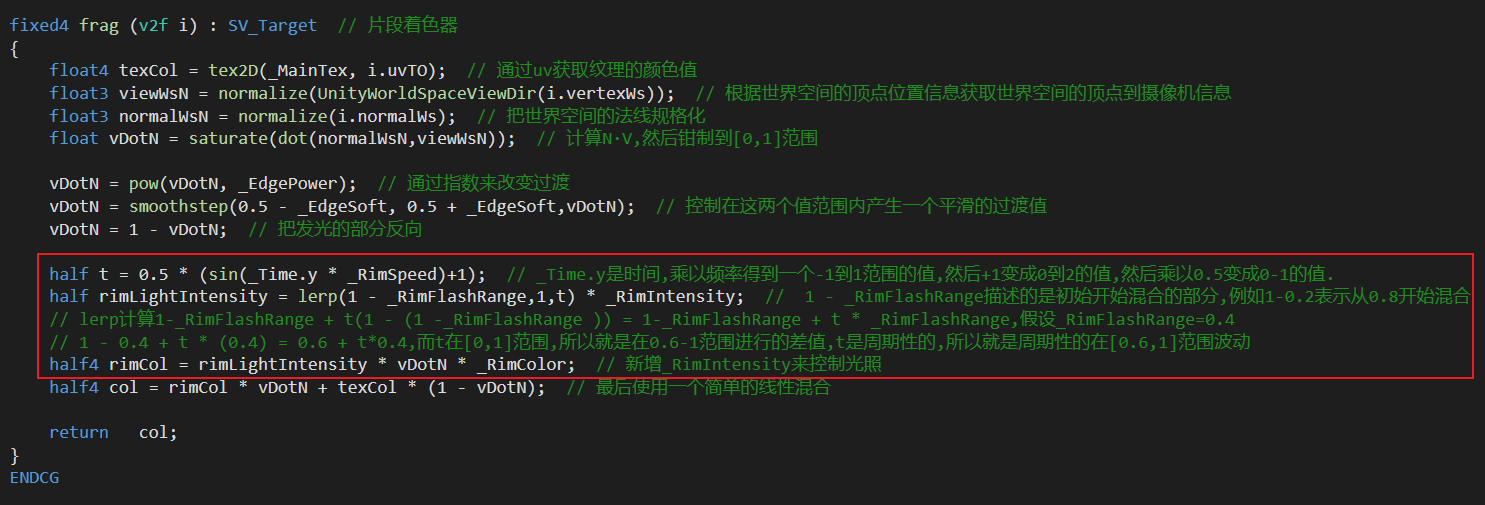 fixed4 frag (v2f i) : SV_Target  // 片段着色器
{
    float4 texCol = tex2D(_MainTex, i.uvTO);  // 通过uv获取纹理的颜色值
    float3 viewWsN = normalize(UnityWorldSpaceViewDir(i.vertexWs));  // 根据世界空间的顶点位置信息获取世界空间的顶点到摄像机信息
    float3 normalWsN = normalize(i.normalWs);  // 把世界空间的法线规格化
    float vDotN = saturate(dot(normalWsN,viewWsN));  // 计算N·V,然后钳制到[0,1]范围
    vDotN = pow(vDotN, _EdgePower);  // 通过指数来改变过渡
    vDotN = smoothstep(0.5 - _EdgeSoft, 0.5 + _EdgeSoft,vDotN);  // 控制在这两个值范围内产生一个平滑的过渡值
    vDotN = 1 - vDotN;  // 把发光的部分反向
    half t = 0.5 * (sin(_Time.y * _RimSpeed)+1);  // _Time.y是时间,乘以频率得到一个-1到1范围的值,然后+1变成0到2的值,然后乘以0.5变成0-1的值.
    half rimLightIntensity = lerp(1 - _RimFlashRange,1,t) * _RimIntensity;  //  1 - _RimFlashRange描述的是初始开始混合的部分,例如1-0.2表示从0.8开始混合
    // lerp计算1-_RimFlashRange + t(1 - (1 -_RimFlashRange )) = 1-_RimFlashRange + t * _RimFlashRange,假设_RimFlashRange=0.4
    // 1 - 0.4 + t * (0.4) = 0.6 + t*0.4,而t在[0,1]范围,所以就是在0.6-1范围进行的差值,t是周期性的,所以就是周期性的在[0.6,1]范围波动
    half4 rimCol = rimLightIntensity * vDotN * _RimColor;  // 新增_RimIntensity来控制光照
    half4 col = rimCol * vDotN + texCol * (1 - vDotN);  // 最后使用一个简单的线性混合
    return   col;
}
ENDCG